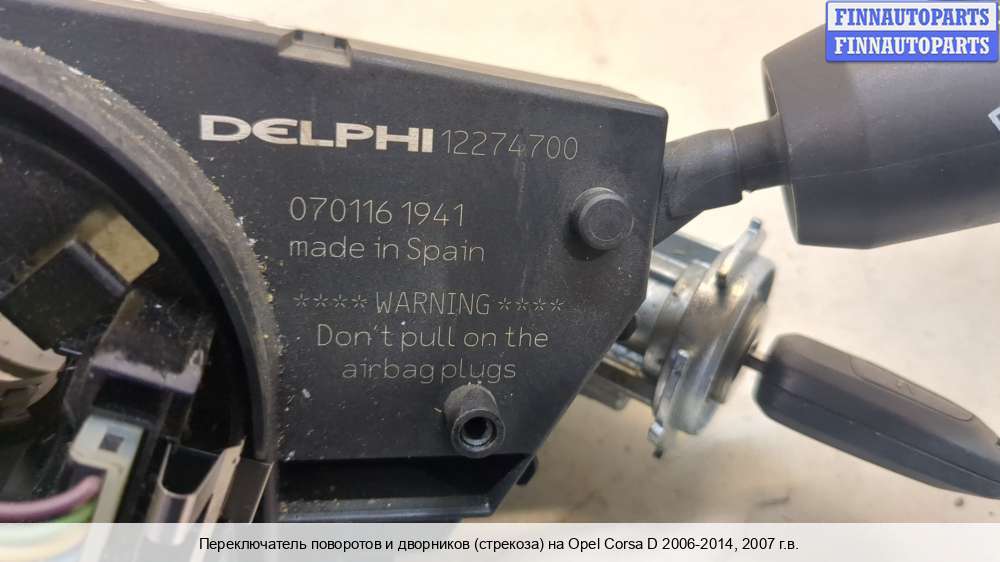 FINNAUTOPARTS
FINNAUTOPARTS
DELPHI 12274700
070116 1941
made in Spain
**** WARNING ****
Don't pull on the
airbag plugs
Переключатель поворотов и дворников (стрекоза) на Opel Corsa D 2006-2014, 2007 г.в.